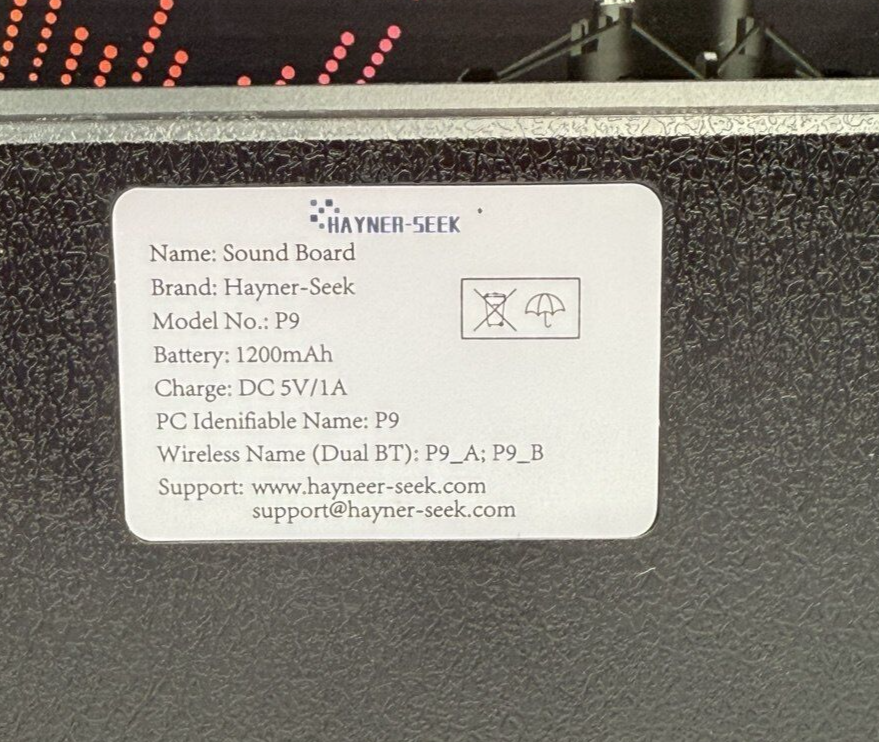 HAYNER-SEEK
Name: Sound Board
Brand: Hayner-Seek
Model No.: P9
Battery: 1200mAh
Charge: DC 5V/1A
PC Idenifiable Name: P9
Wireless Name (Dual BT): P9_A; P9_B
Support: www.hayneer-seek.com
support@hayner-seek.com